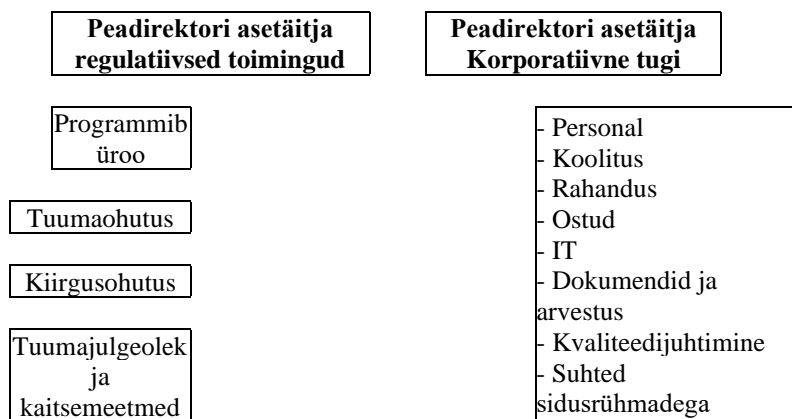 Peadirektori asetäitja
regulatiivsed toimingud
Peadirektori asetäitja
Korporatiivne tugi
Programmib
üroo
Tuumaohutus
Kiirgusohutus
Tuumajulgeolek
ja
kaitsemeetmed
- Personal
- Koolitus
- Rahandus
- Ostud
- IT
- Dokumendid ja
arvestus
- Kvaliteedijuhtimine
- Suhted
sidusrühmadega